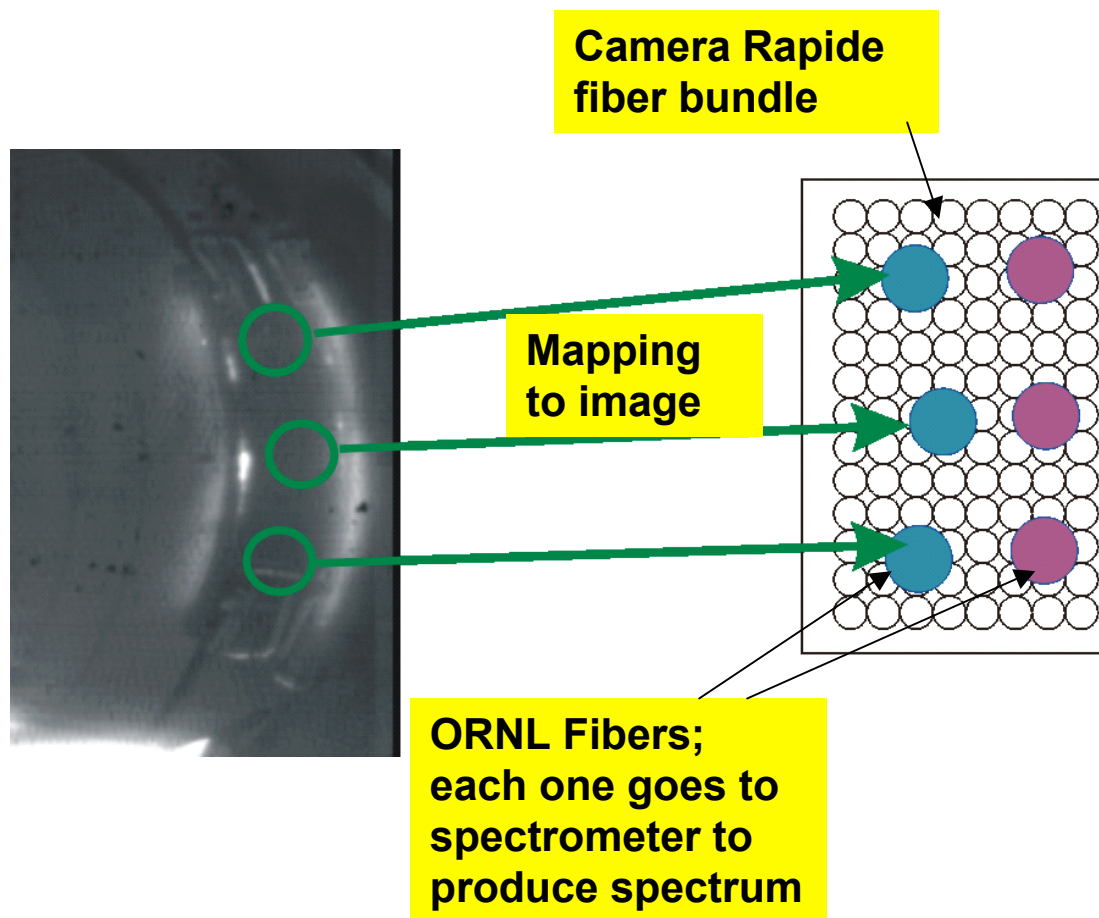 Camera Rapide
fiber bundle
Mapping
to image
ORNL Fibers;
each one goes to
spectrometer to
produce spectrum